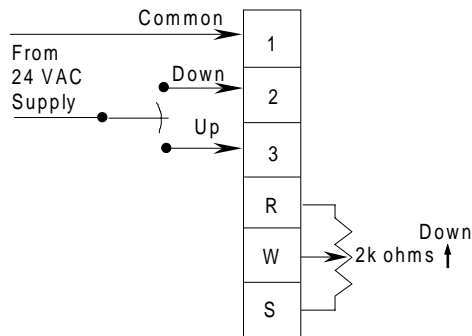 Common
1
From
24 VAC
Supply
Down
2
Up
3
R
W
2k ohms
Down
S